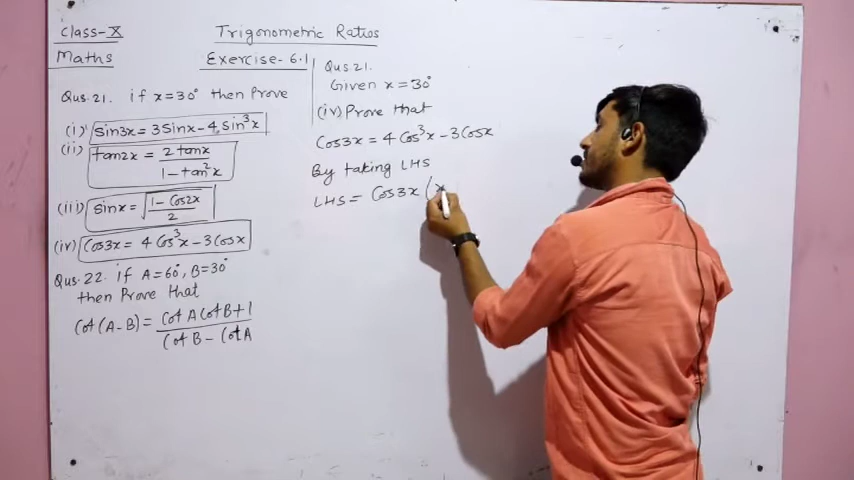 Class-X
Maths
Trigonometric Ratios
Exercise-6.1
Qus.21. if x=30° then Prove
(i) Sin3x = 3Sinx - 4 Sin³x
(ii) tan2x = 2 tanx / 1 - tan²x
(iii) Sinx = √(1 - Cos2x / 2)
(iv) Cos3x = 4 Cos³x - 3Cosx
Qus.22. if A=60°, B=30°
then Prove that
Cot(A-B) = Cot A Cot B + 1 / Cot B - Cot A
Qus.21.
Given x=30°
(iv) Prove that
Cos3x = 4 Cos³x - 3Cosx
By taking LHS
LHS = Cos3x (x